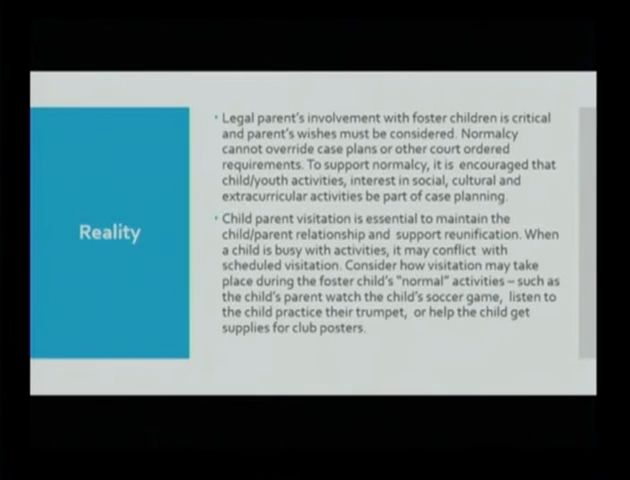 Reality
• Legal parent's involvement with foster children is critical
and parent's wishes must be considered. Normalcy
cannot override case plans or other court ordered
requirements. To support normalcy, it is encouraged that
child/youth activities, interest in social, cultural and
extracurricular activities be part of case planning.
• Child parent visitation is essential to maintain the
child/parent relationship and support reunification. When
a child is busy with activities, it may conflict with
scheduled visitation. Consider how visitation may take
place during the foster child's "normal" activities – such as
the child's parent watch the child's soccer game, listen to
the child practice their trumpet, or help the child get
supplies for club posters.